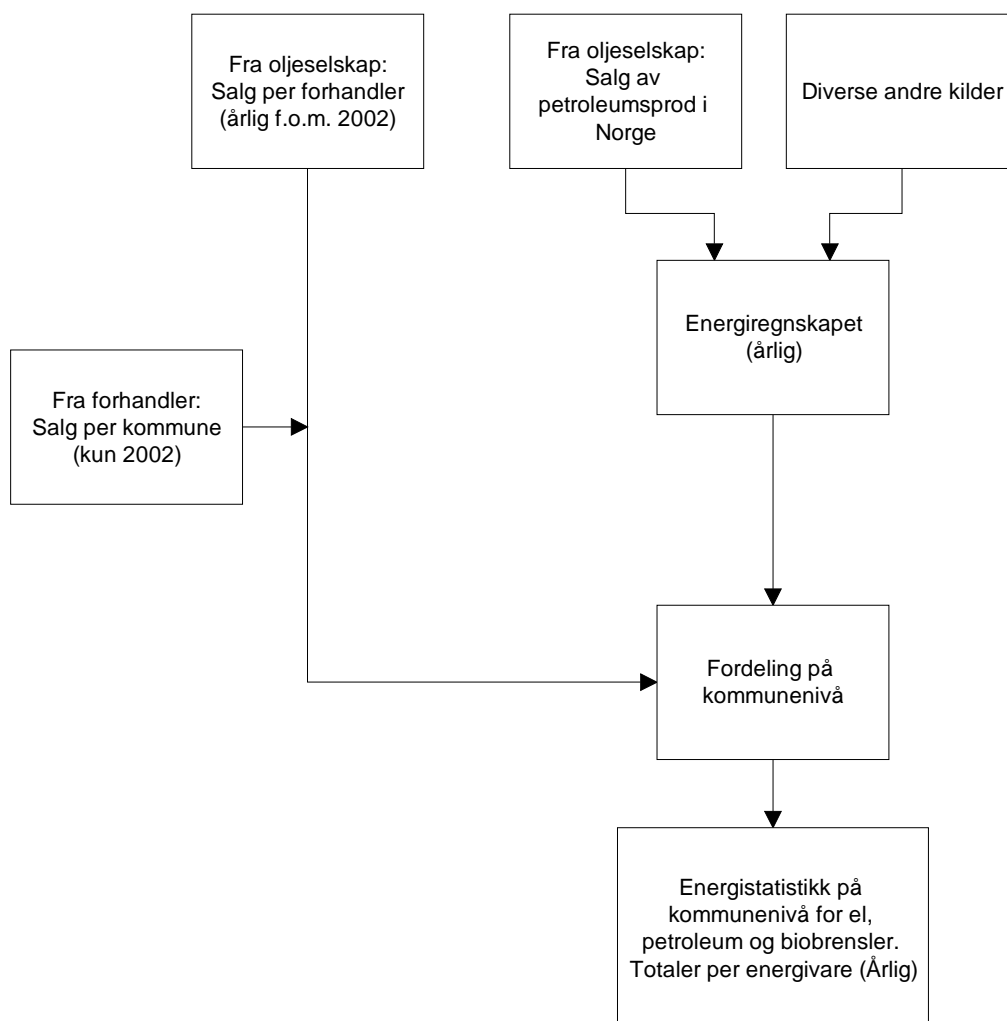 Fra oljeselskap:
Salg per forhandler
(årlig f.o.m. 2002)
Fra oljeselskap:
Salg av
petroleumsprod i
Norge
Diverse andre kilder
Energiregnskapet
(årlig)
Fra forhandler:
Salg per kommune
(kun 2002)
Fordeling på
kommunenivå
Energistatistikk på
kommunenivå for el,
petroleum og biobrensler.
Totaler per energivare (Årlig)